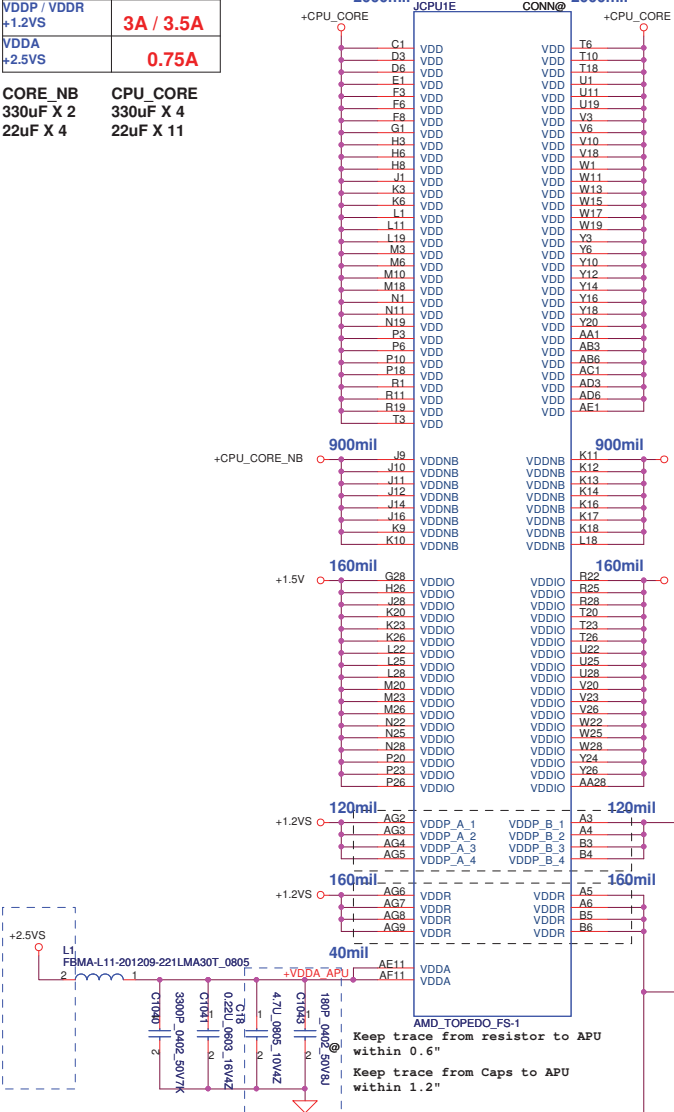 VDDP / VDDR
+1.2VS
3A / 3.5A
VDDA
+2.5VS
0.75A
CORE_NB CPU_CORE
330uF X 2 330uF X 4
22uF X 4 22uF X 11
JCPU1E CONN@
+CPU_CORE +CPU_CORE
C1 VDD VDD T6
D3 VDD VDD T10
D6 VDD VDD T18
E1 VDD VDD U1
F3 VDD VDD U11
F6 VDD VDD U19
F8 VDD VDD V3
G1 VDD VDD V6
H3 VDD VDD V10
H6 VDD VDD V18
H8 VDD VDD W1
J1 VDD VDD W11
K3 VDD VDD W13
K6 VDD VDD W15
L1 VDD VDD W17
L11 VDD VDD W19
L19 VDD VDD Y3
M3 VDD VDD Y6
M6 VDD VDD Y10
M10 VDD VDD Y12
M18 VDD VDD Y14
N1 VDD VDD Y16
N11 VDD VDD Y18
N19 VDD VDD Y20
P3 VDD VDD AA1
P6 VDD VDD AB3
P10 VDD VDD AB6
P18 VDD VDD AC1
R1 VDD VDD AD3
R11 VDD VDD AD6
R19 VDD VDD AE1
T3 VDD
900mil 900mil
+CPU_CORE_NB
J9 VDDNB VDDNB K11
J10 VDDNB VDDNB K12
J11 VDDNB VDDNB K13
J12 VDDNB VDDNB K14
J14 VDDNB VDDNB K16
J16 VDDNB VDDNB K17
K9 VDDNB VDDNB K18
K10 VDDNB VDDNB L18
160mil 160mil
+1.5V
G28 VDDIO VDDIO R22
H26 VDDIO VDDIO R25
J28 VDDIO VDDIO R28
K20 VDDIO VDDIO T20
K23 VDDIO VDDIO T23
K26 VDDIO VDDIO T26
L22 VDDIO VDDIO U22
L25 VDDIO VDDIO U25
L28 VDDIO VDDIO U28
M20 VDDIO VDDIO V20
M23 VDDIO VDDIO V23
M26 VDDIO VDDIO V26
N22 VDDIO VDDIO W22
N25 VDDIO VDDIO W25
N28 VDDIO VDDIO W28
P20 VDDIO VDDIO Y24
P23 VDDIO VDDIO Y26
P26 VDDIO VDDIO AA28
120mil 120mil
+1.2VS
AG2 VDDP_A_1 VDDP_B_1 A3
AG3 VDDP_A_2 VDDP_B_2 A4
AG4 VDDP_A_3 VDDP_B_3 B3
AG5 VDDP_A_4 VDDP_B_4 B4
160mil 160mil
+1.2VS
AG6 VDDR VDDR A5
AG7 VDDR VDDR A6
AG8 VDDR VDDR B5
AG9 VDDR VDDR B6
40mil
AE11 VDDA
AF11 VDDA
+2.5VS
L1
FBMA-L11-201209-221LMA30T_0805
2 1
+VDDA_APU
C1040
3300P_0402_50V7K
1
2
C1041
0.22U_0603_16V4Z
1
2
C18
4.7U_0805_10V4Z
1
2
C1043
180P_0402_50V8J
1
2
@
AMD_TOPEDO_FS-1
Keep trace from resistor to APU
within 0.6"
Keep trace from Caps to APU
within 1.2"